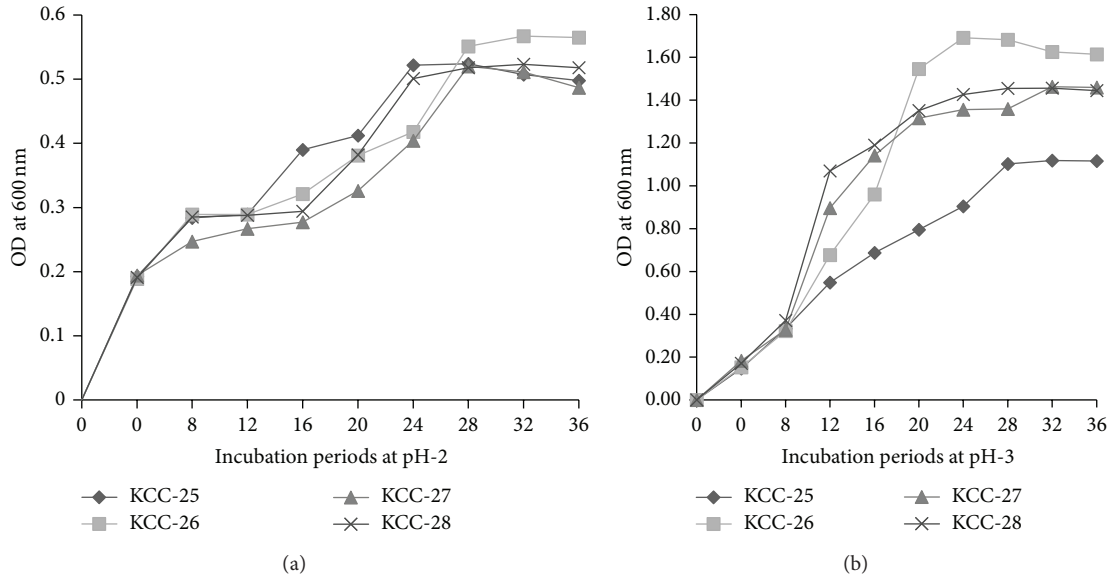 0.6
0.5
0.4
0.3
0.2
0.1
0
OD at 600 nm
0 0 8 12 16 20 24 28 32 36
Incubation periods at pH-2
KCC-25 KCC-27
KCC-26 KCC-28
(a)
1.80
1.60
1.40
1.20
1.00
0.80
0.60
0.40
0.20
0.00
OD at 600 nm
0 0 8 12 16 20 24 28 32 36
Incubation periods at pH-3
KCC-25 KCC-27
KCC-26 KCC-28
(b)